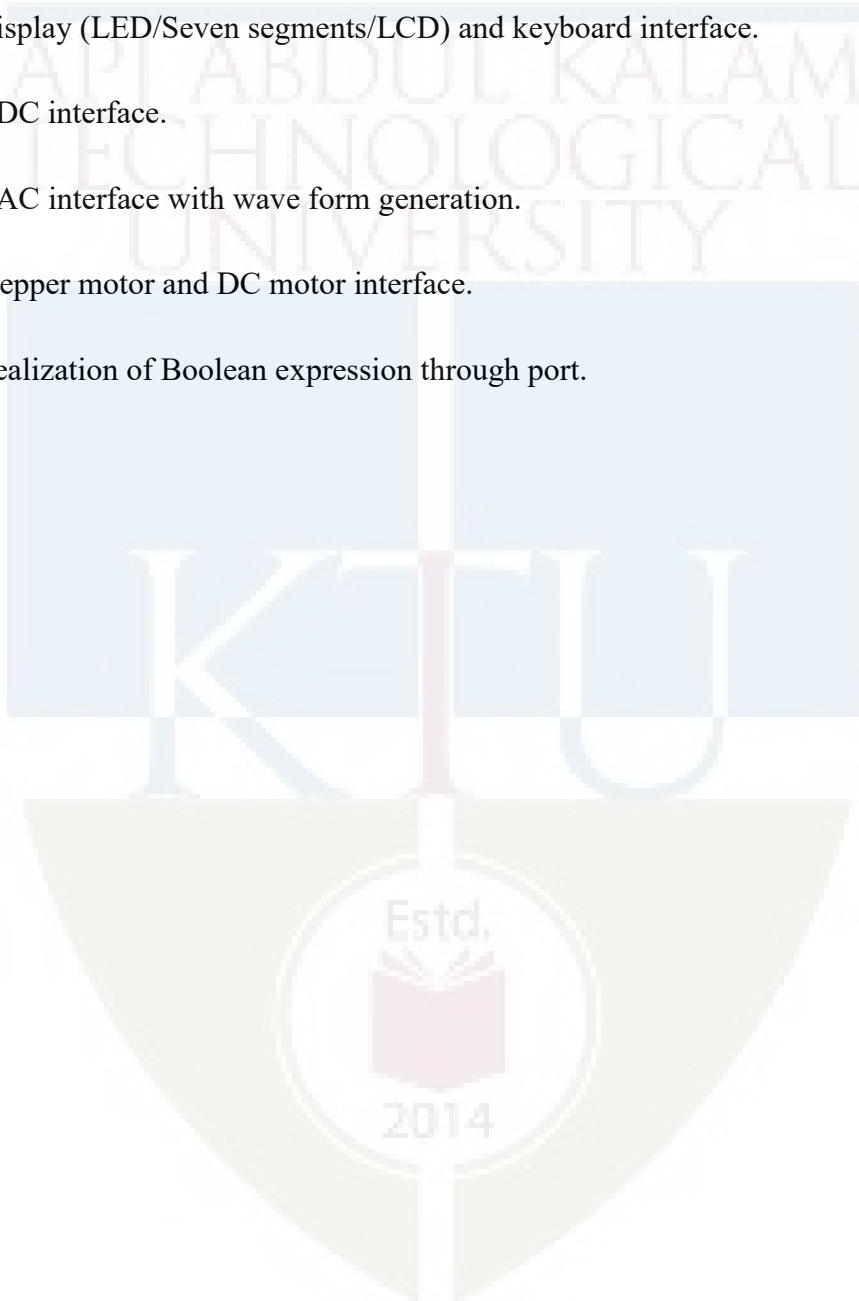 isplay (LED/Seven segments/LCD) and keyboard interface.
API ABDUL KALAM
DC interface.
TECHNOLOGICAL
AC interface with wave form generation.
UNIVERSITY
epper motor and DC motor interface.
ealization of Boolean expression through port.
KTU
Estd.
2014